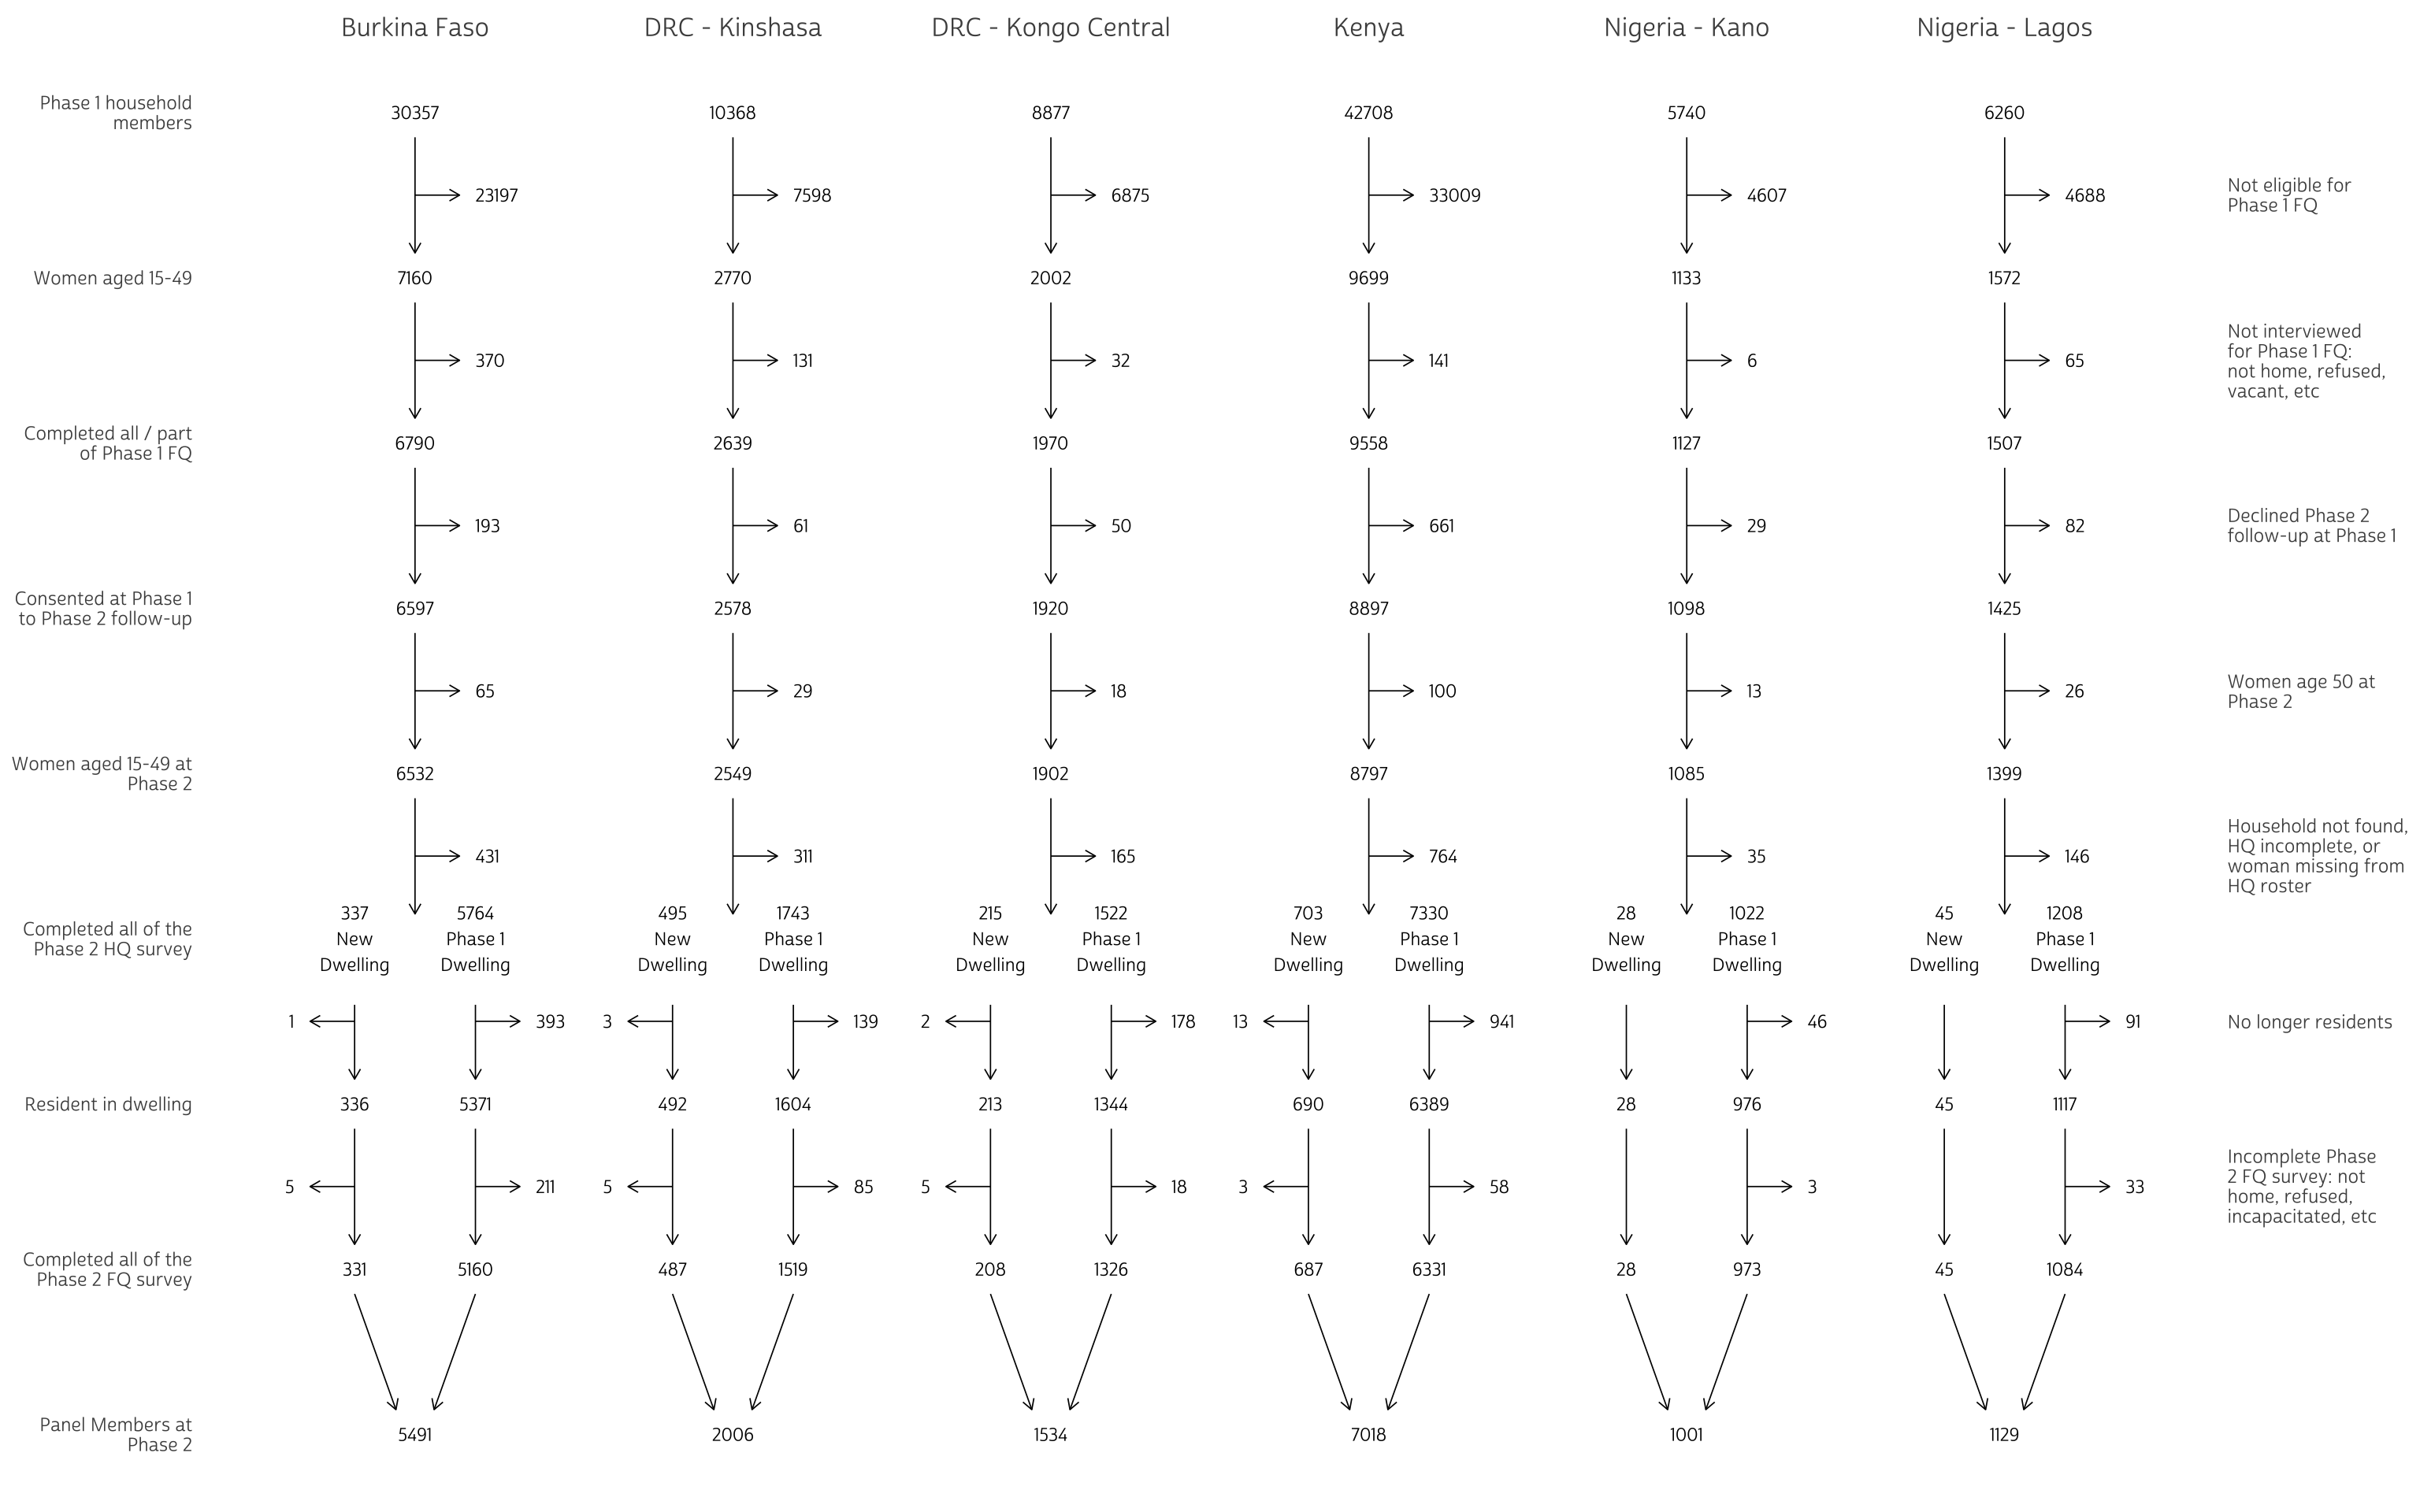 Burkina Faso
DRC - Kinshasa
DRC - Kongo Central
Kenya
Nigeria - Kano
Nigeria - Lagos
Phase 1 household
members
30357
10368
8877
42708
5740
6260
23197
7598
6875
33009
4607
4688
Not eligible for
Phase 1 FQ
Women aged 15-49
7160
2770
2002
9699
1133
1572
370
131
32
141
6
65
Not interviewed
for Phase 1 FQ:
not home, refused,
vacant, etc
Completed all / part
of Phase 1 FQ
6790
2639
1970
9558
1127
1507
193
61
50
661
29
82
Declined Phase 2
follow-up at Phase 1
Consented at Phase 1
to Phase 2 follow-up
6597
2578
1920
8897
1098
1425
65
29
18
100
13
26
Women age 50 at
Phase 2
Women aged 15-49 at
Phase 2
6532
2549
1902
8797
1085
1399
431
311
165
764
35
146
Household not found,
HQ incomplete, or
woman missing from
HQ roster
Completed all of the
Phase 2 HQ survey
337
New
Dwelling
5764
Phase 1
Dwelling
495
New
Dwelling
1743
Phase 1
Dwelling
215
New
Dwelling
1522
Phase 1
Dwelling
703
New
Dwelling
7330
Phase 1
Dwelling
28
New
Dwelling
1022
Phase 1
Dwelling
45
New
Dwelling
1208
Phase 1
Dwelling
1
393
3
139
2
178
13
941
46
91
No longer residents
Resident in dwelling
336
5371
492
1604
213
1344
690
6389
28
976
45
1117
5
211
5
85
5
18
3
58
3
33
Incomplete Phase
2 FQ survey: not
home, refused,
incapacitated, etc
Completed all of the
Phase 2 FQ survey
331
5160
487
1519
208
1326
687
6331
28
973
45
1084
Panel Members at
Phase 2
5491
2006
1534
7018
1001
1129